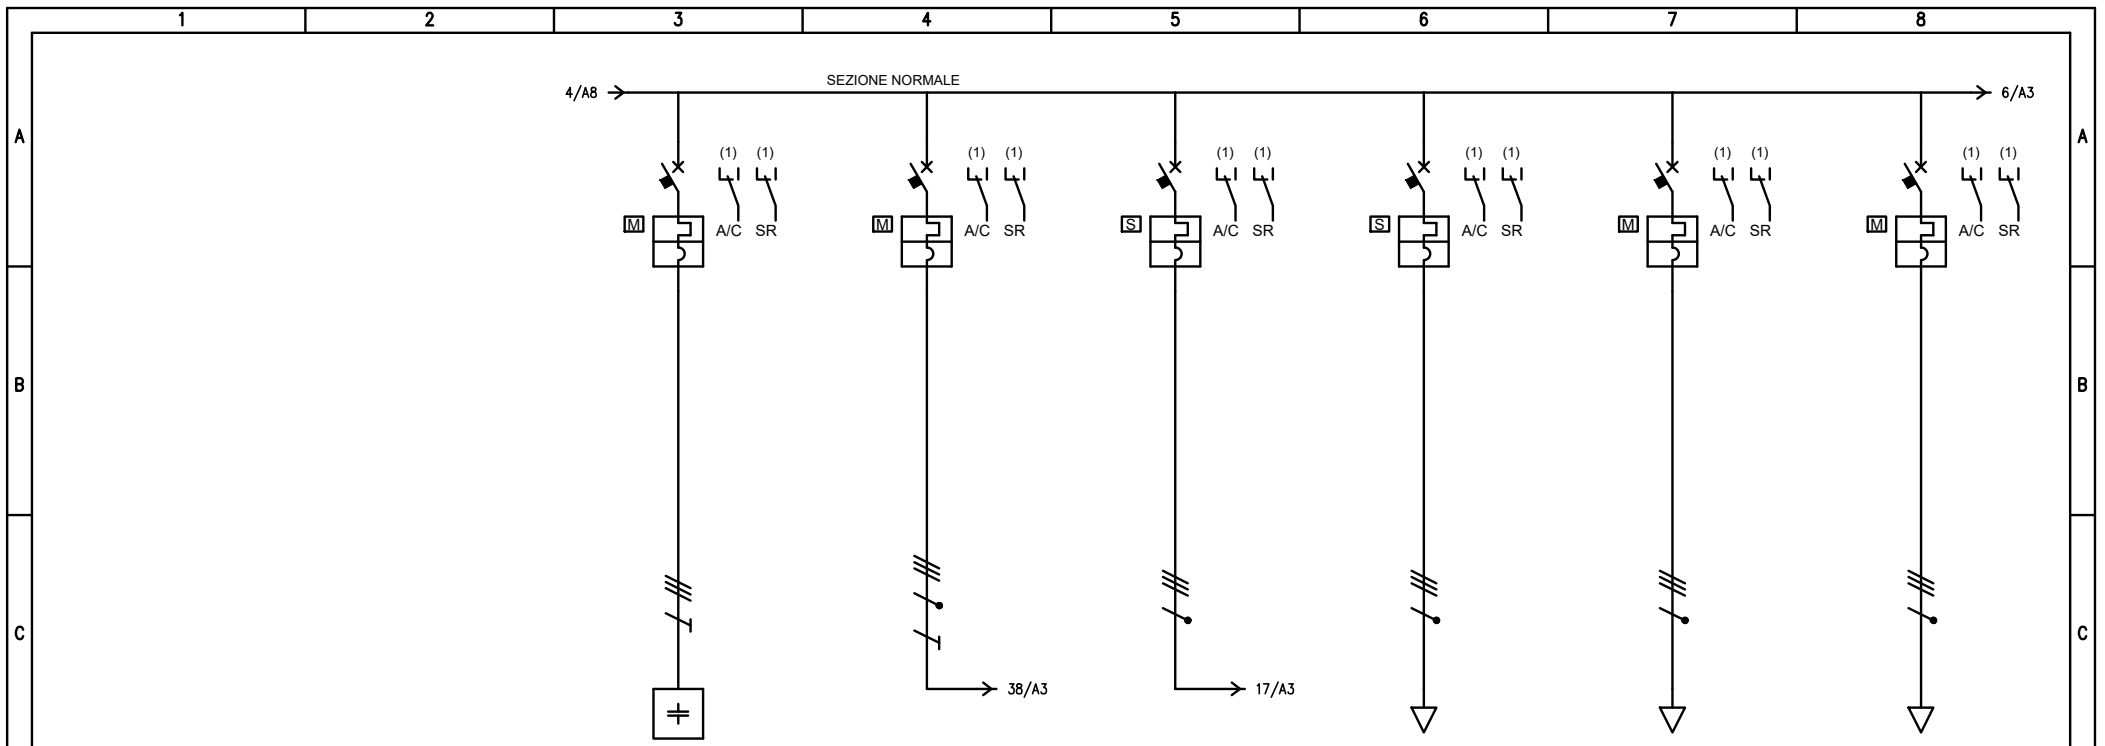 1 2 3 4 5 6 7 8
SEZIONE NORMALE
4/A8 6/A3
A A
(1) (1) (1) (1) (1) (1) (1) (1) (1) (1) (1) (1)
M A/C SR M A/C SR S A/C SR S A/C SR M A/C SR M A/C SR
B B
C C
38/A3 17/A3